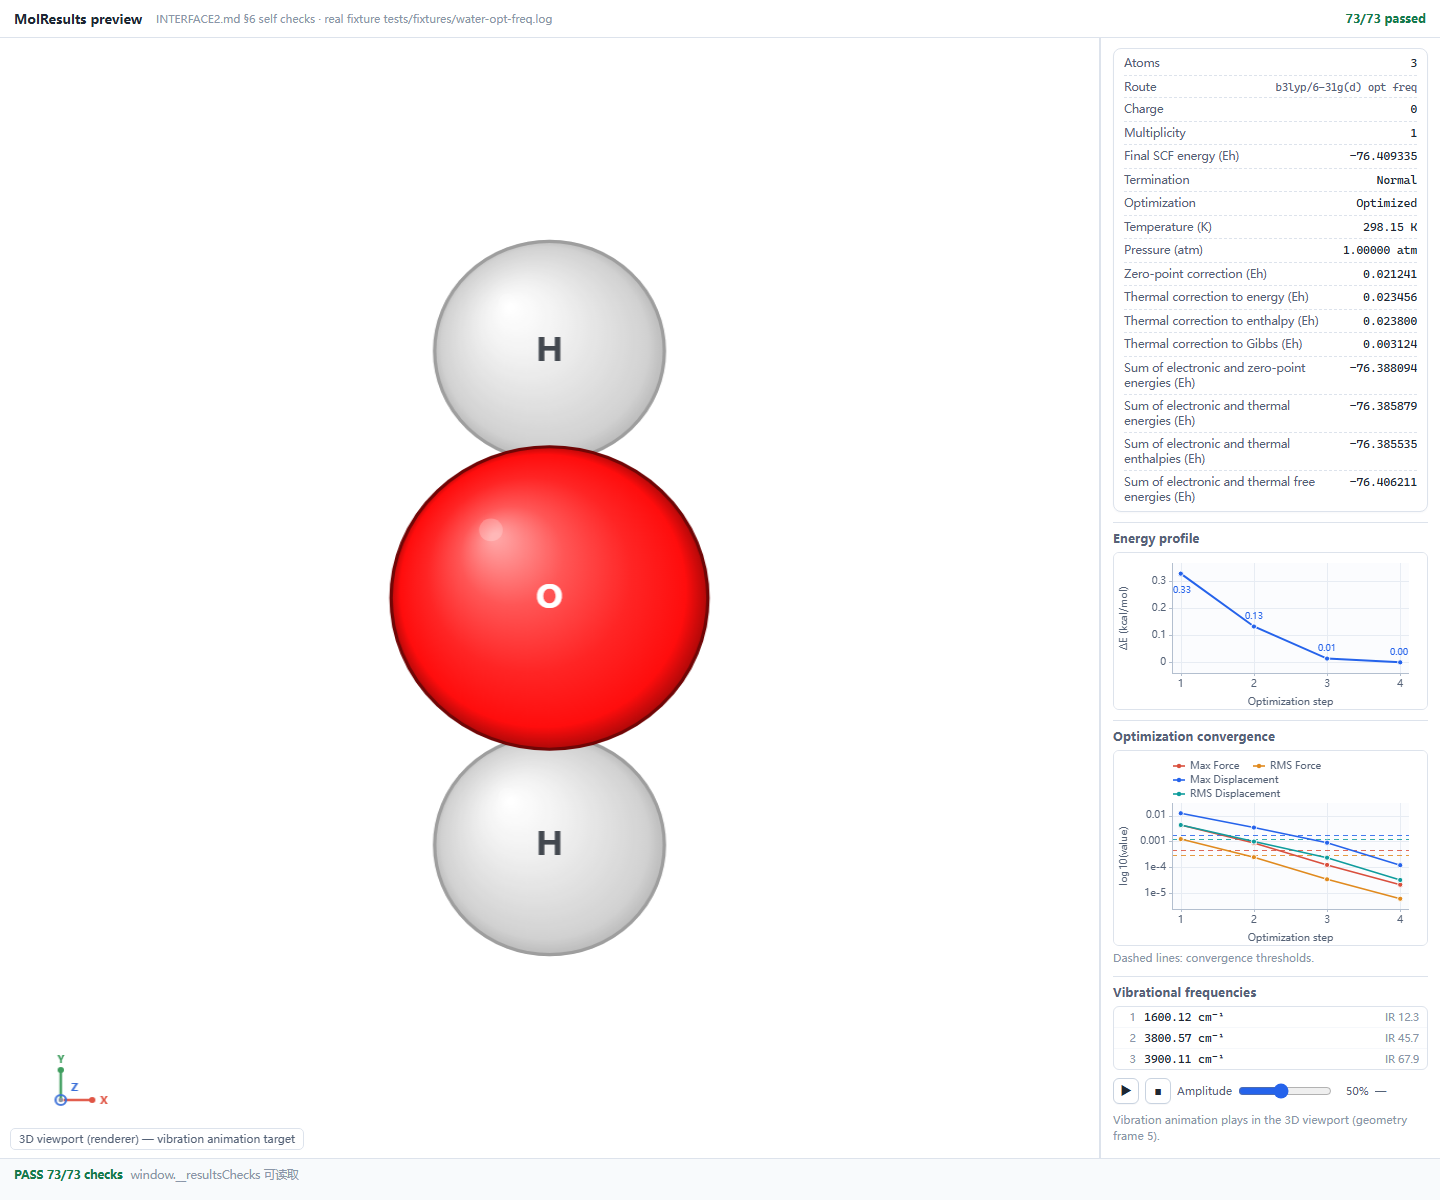 MolResults preview INTERFACE2.md §6 self checks · real fixture tests/fixtures/water-opt-freq.log 73/73 passed
H
O
H
Y
Z
X
3D viewport (renderer) — vibration animation target
Atoms 3
Route b3lyp/6-31g(d) opt freq
Charge 0
Multiplicity 1
Final SCF energy (Eh) −76.409335
Termination Normal
Optimization Optimized
Temperature (K) 298.15 K
Pressure (atm) 1.00000 atm
Zero-point correction (Eh) 0.021241
Thermal correction to energy (Eh) 0.023456
Thermal correction to enthalpy (Eh) 0.023800
Thermal correction to Gibbs (Eh) 0.003124
Sum of electronic and zero-point −76.388094
energies (Eh)
Sum of electronic and thermal −76.385879
energies (Eh)
Sum of electronic and thermal −76.385535
enthalpies (Eh)
Sum of electronic and thermal free −76.406211
energies (Eh)
Energy profile
ΔE (kcal/mol)
0.3
0.2
0.1
0
0.33
0.13
0.01
0.00
1 2 3 4
Optimization step
Optimization convergence
Max Force RMS Force
Max Displacement
RMS Displacement
log10(value)
0.01
0.001
1e-4
1e-5
1 2 3 4
Optimization step
Dashed lines: convergence thresholds.
Vibrational frequencies
1 1600.12 cm⁻¹ IR 12.3
2 3800.57 cm⁻¹ IR 45.7
3 3900.11 cm⁻¹ IR 67.9
Amplitude 50% —
Vibration animation plays in the 3D viewport (geometry
frame 5).
PASS 73/73 checks window.__resultsChecks 可读取